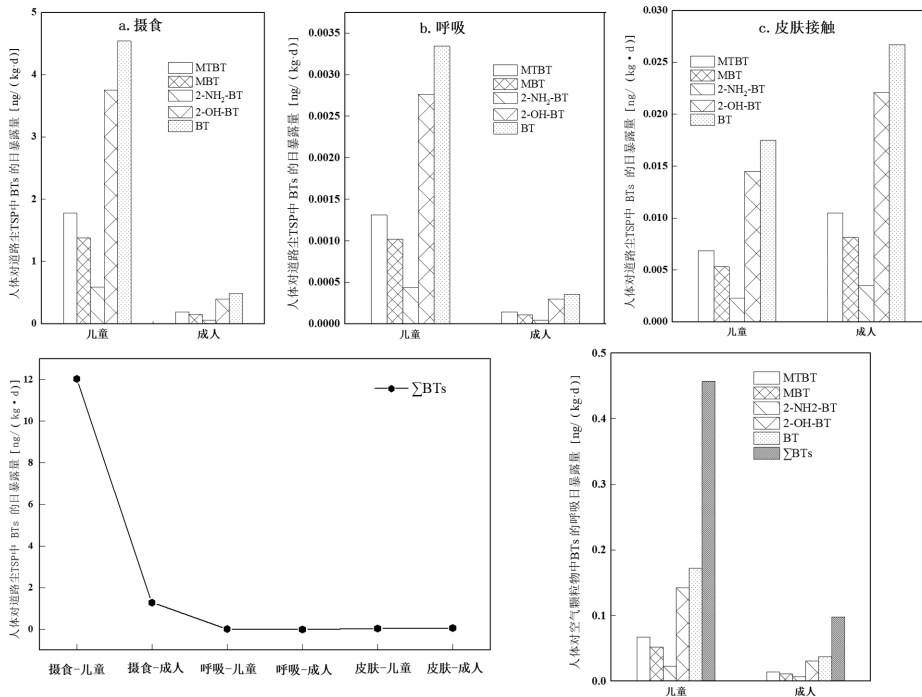 a. 摄食
人体对道路尘TSP中 BTs 的日暴露量 [ng/ (kg·d)]
5
4
3
2
1
0
MTBT
MBT
2-NH2-BT
2-OH-BT
BT
儿童
成人
b. 呼吸
人体对道路尘TSP中 BTs 的日暴露量 [ng/ (kg·d)]
0.0035
0.0030
0.0025
0.0020
0.0015
0.0010
0.0005
0.0000
MTBT
MBT
2-NH2-BT
2-OH-BT
BT
儿童
成人
c. 皮肤接触
人体对道路尘TSP中 BTs 的日暴露量 [ng/ (kg·d)]
0.030
0.025
0.020
0.015
0.010
0.005
0.000
MTBT
MBT
2-NH2-BT
2-OH-BT
BT
儿童
成人
人体对道路尘TSP中 BTs 的日暴露量 [ng/ (kg·d)]
12
10
8
6
4
2
0
∑BTs
摄食-儿童
摄食-成人
呼吸-儿童
呼吸-成人
皮肤-儿童
皮肤-成人
人体对空气颗粒物中BTs的呼吸日暴露量 [ng/ (kg·d)]
0.5
0.4
0.3
0.2
0.1
0.0
MTBT
MBT
2-NH2-BT
2-OH-BT
BT
∑BTs
儿童
成人